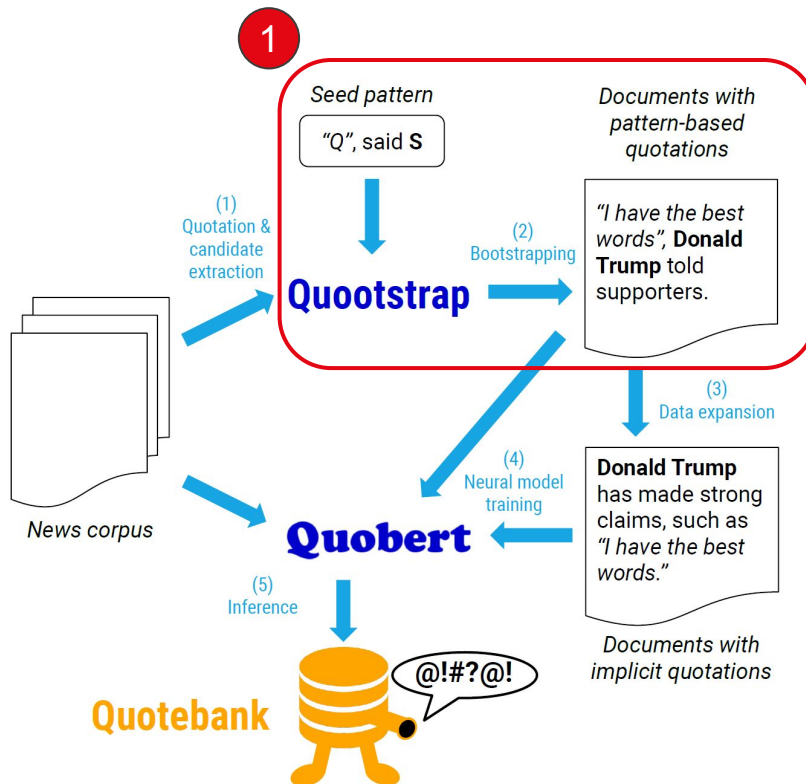 1
Seed pattern
“Q”, said S
Documents with
pattern-based
quotations
(1)
Quotation &
candidate
extraction
Quootstrap
(2)
Bootstrapping
“I have the best
words”, Donald
Trump told
supporters.
(3)
Data expansion
News corpus
(4)
Neural model
training
Quobert
Donald Trump
has made strong
claims, such as
“I have the best
words.”
Documents with
implicit quotations
(5)
Inference
@!#?@!
Quotebank